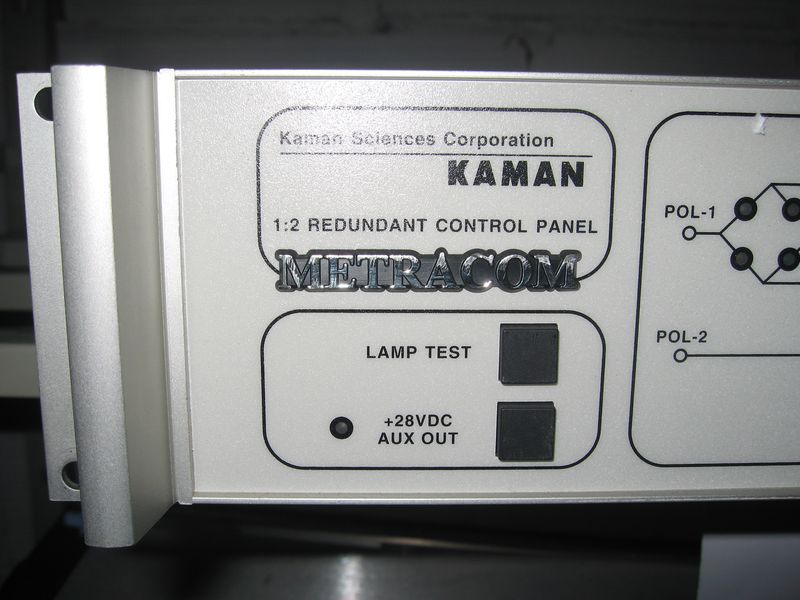 Kaman Sciences Corporation
KAMAN
1:2 REDUNDANT CONTROL PANEL
METRACOM
LAMP TEST
+28VDC
AUX OUT
POL-1
POL-2